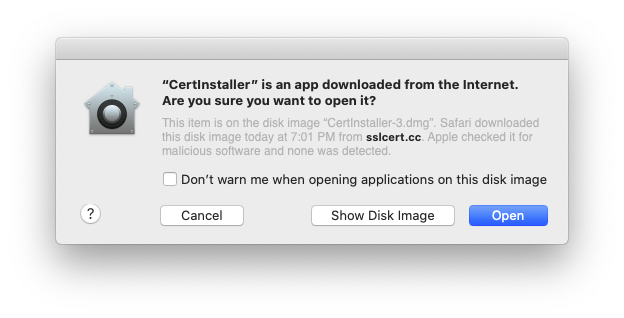 “CertInstaller” is an app downloaded from the Internet.
Are you sure you want to open it?
This item is on the disk image “CertInstaller-3.dmg”. Safari downloaded
this disk image today at 7:01 PM from sslcert.cc. Apple checked it for
malicious software and none was detected.
Don’t warn me when opening applications on this disk image
? Cancel Show Disk Image Open